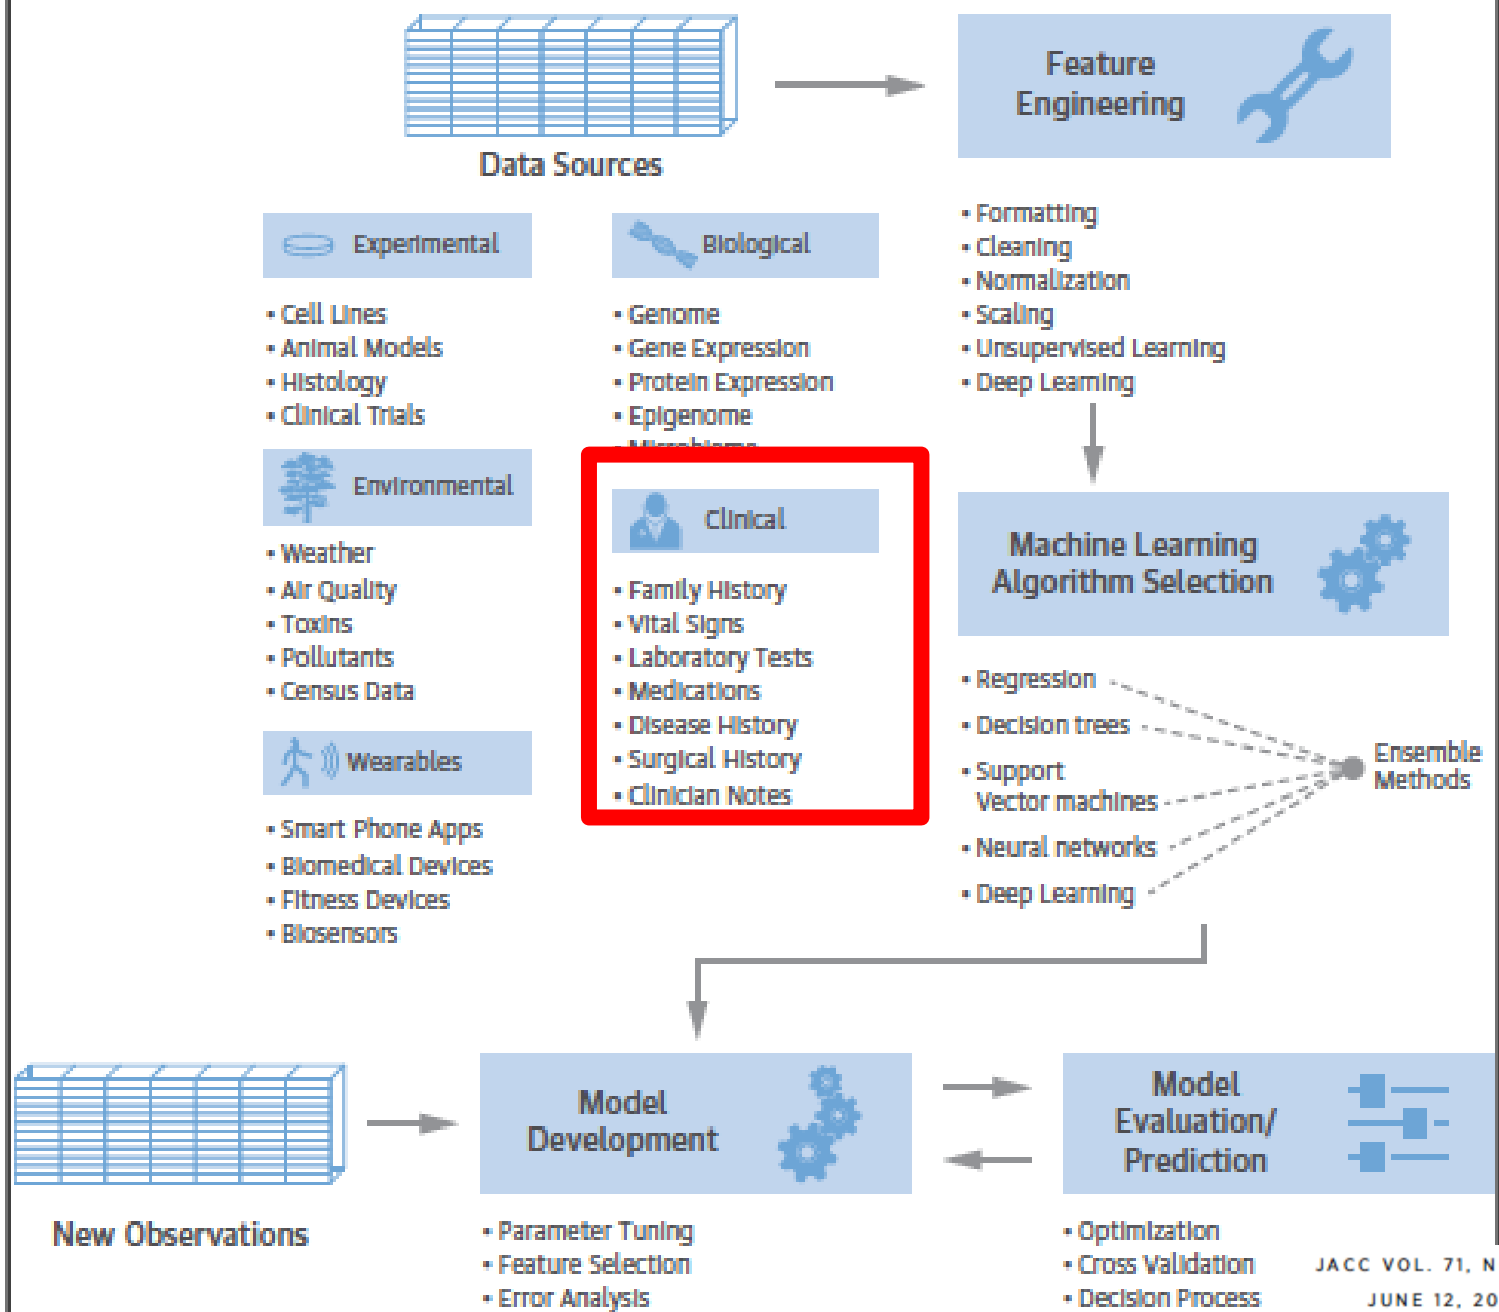 Data Sources
Feature
Engineering
Experimental
• Cell Lines
• Animal Models
• Histology
• Clinical Trials
Biological
• Genome
• Gene Expression
• Protein Expression
• Epigenome
• Microbiome
Environmental
• Weather
• Air Quality
• Toxins
• Pollutants
• Census Data
Clinical
• Family History
• Vital Signs
• Laboratory Tests
• Medications
• Disease History
• Surgical History
• Clinician Notes
Wearables
• Smart Phone Apps
• Biomedical Devices
• Fitness Devices
• Biosensors
• Formatting
• Cleaning
• Normalization
• Scaling
• Unsupervised Learning
• Deep Learning
Machine Learning
Algorithm Selection
• Regression
• Decision trees
• Support
Vector machines
• Neural networks
• Deep Learning
Ensemble
Methods
New Observations
Model
Development
• Parameter Tuning
• Feature Selection
• Error Analysis
Model
Evaluation/
Prediction
• Optimization
• Cross Validation
• Decision Process
JACC VOL. 71, N
JUNE 12, 20